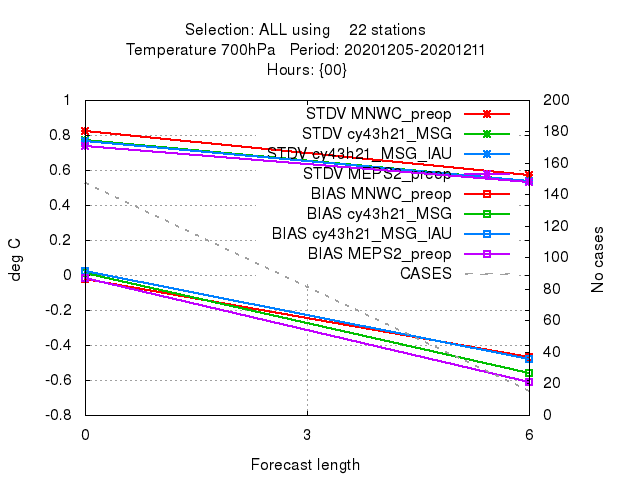 Selection: ALL using 22 stations
Temperature 700hPa Period: 20201205-20201211
Hours: {00}
1
0.8
0.6
0.4
0.2
0
-0.2
-0.4
-0.6
-0.8
deg C
STDV MNWC_preop
STDV cy43h21_MSG
STDV cy43h21_MSG_IAU
STDV MEPS2_preop
BIAS MNWC_preop
BIAS cy43h21_MSG
BIAS cy43h21_MSG_IAU
BIAS MEPS2_preop
CASES
200
180
160
140
120
100
80
60
40
20
0
No cases
0 3 6
Forecast length